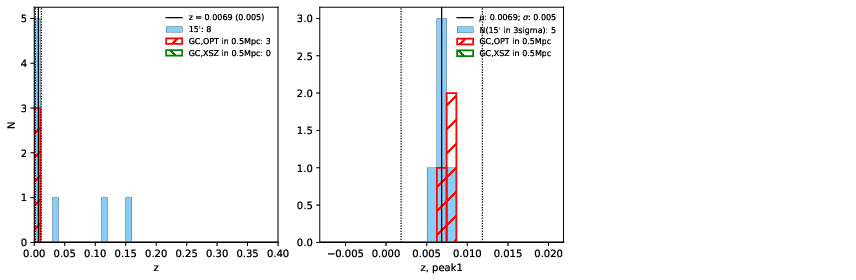 z = 0.0069 (0.005)
15': 8
GC,OPT in 0.5Mpc: 3
GC,XSZ in 0.5Mpc: 0
5
4
3
2
1
0
N
0.00 0.05 0.10 0.15 0.20 0.25 0.30 0.35 0.40
z
μ: 0.0069; σ: 0.005
N(15' in 3sigma): 5
GC,OPT in 0.5Mpc
GC,XSZ in 0.5Mpc
3.0
2.5
2.0
1.5
1.0
0.5
0.0
−0.005 0.000 0.005 0.010 0.015 0.020
z, peak1